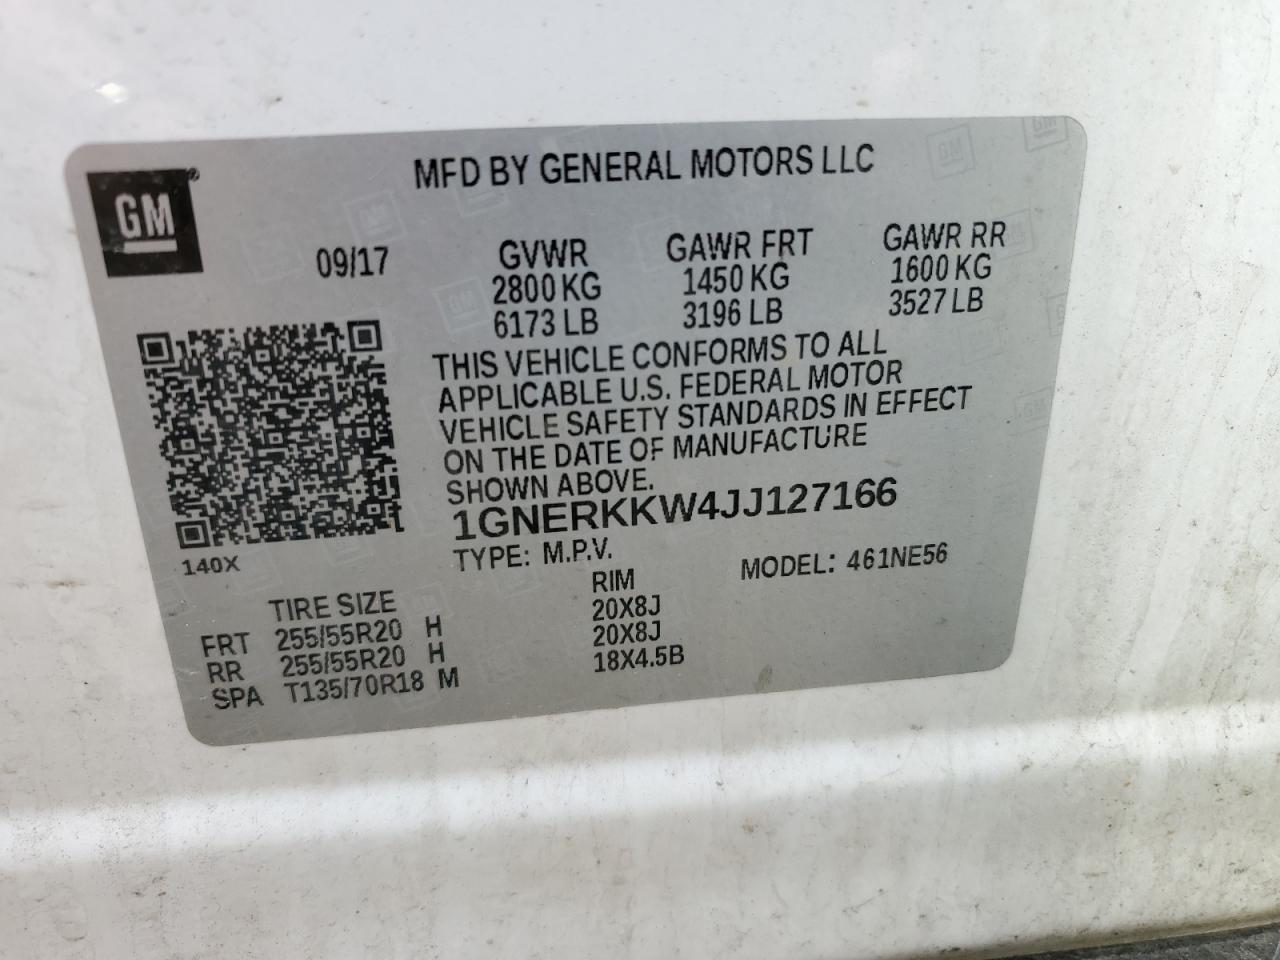 GM
MFD BY GENERAL MOTORS LLC
09/17 GVWR GAWR FRT GAWR RR
2800 KG 1450 KG 1600 KG
6173 LB 3196 LB 3527 LB
THIS VEHICLE CONFORMS TO ALL
APPLICABLE U.S. FEDERAL MOTOR
VEHICLE SAFETY STANDARDS IN EFFECT
ON THE DATE OF MANUFACTURE
SHOWN ABOVE.
1GNERKKW4JJ127166
140X
TYPE: M.P.V. MODEL: 461NE56
TIRE SIZE RIM
FRT 255/55R20 H 20X8J
RR 255/55R20 H 20X8J
SPA T135/70R18 M 18X4.5B